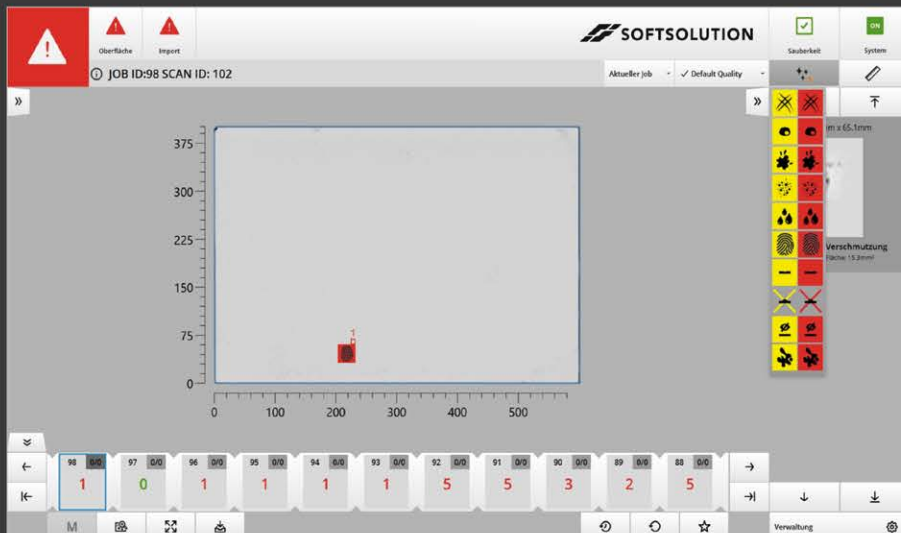 Oberfläche
Import
SOFTSOLUTION
Sauberkeit
ON
System
JOB ID:98 SCAN ID: 102
Aktueller Job
Default Quality
m x 65.1mm
375
300
225
150
75
0
0 100 200 300 400 500
1
Verschmutzung
Fläche: 15.3mm²
98 0/0 97 0/0 96 0/0 95 0/0 94 0/0 93 0/0 92 0/0 91 0/0 90 0/0 89 0/0 88 0/0
1 0 1 1 1 1 5 5 3 2 5
M
Verwaltung